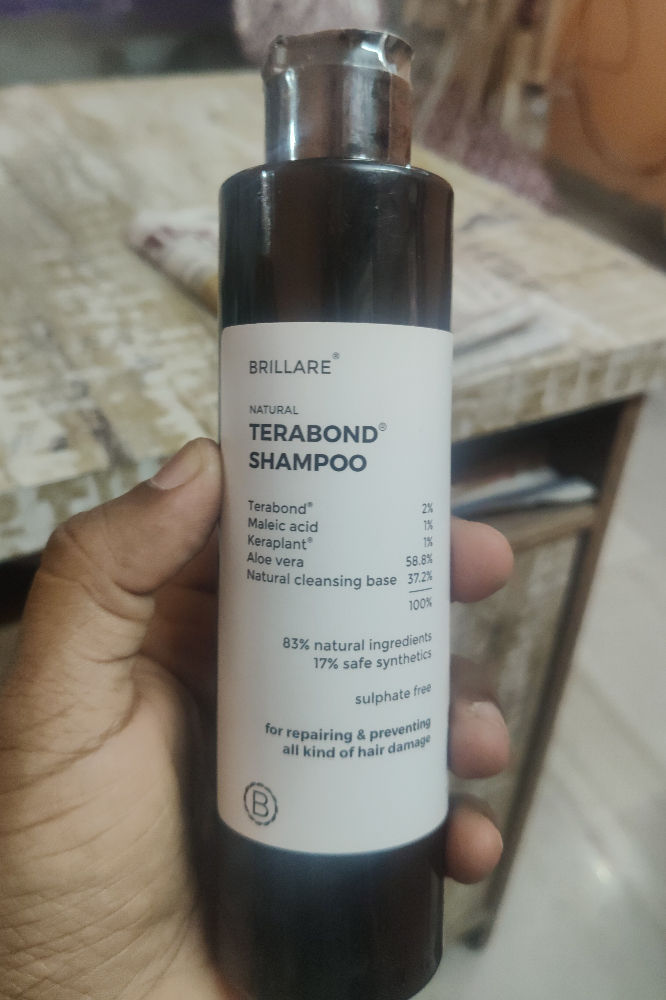 BRILLARE®
NATURAL
TERABOND®
SHAMPOO
Terabond® 2%
Maleic acid 1%
Keraplant® 1%
Aloe vera 58.8%
Natural cleansing base 37.2%
100%
83% natural ingredients
17% safe synthetics
sulphate free
for repairing & preventing
all kind of hair damage
B